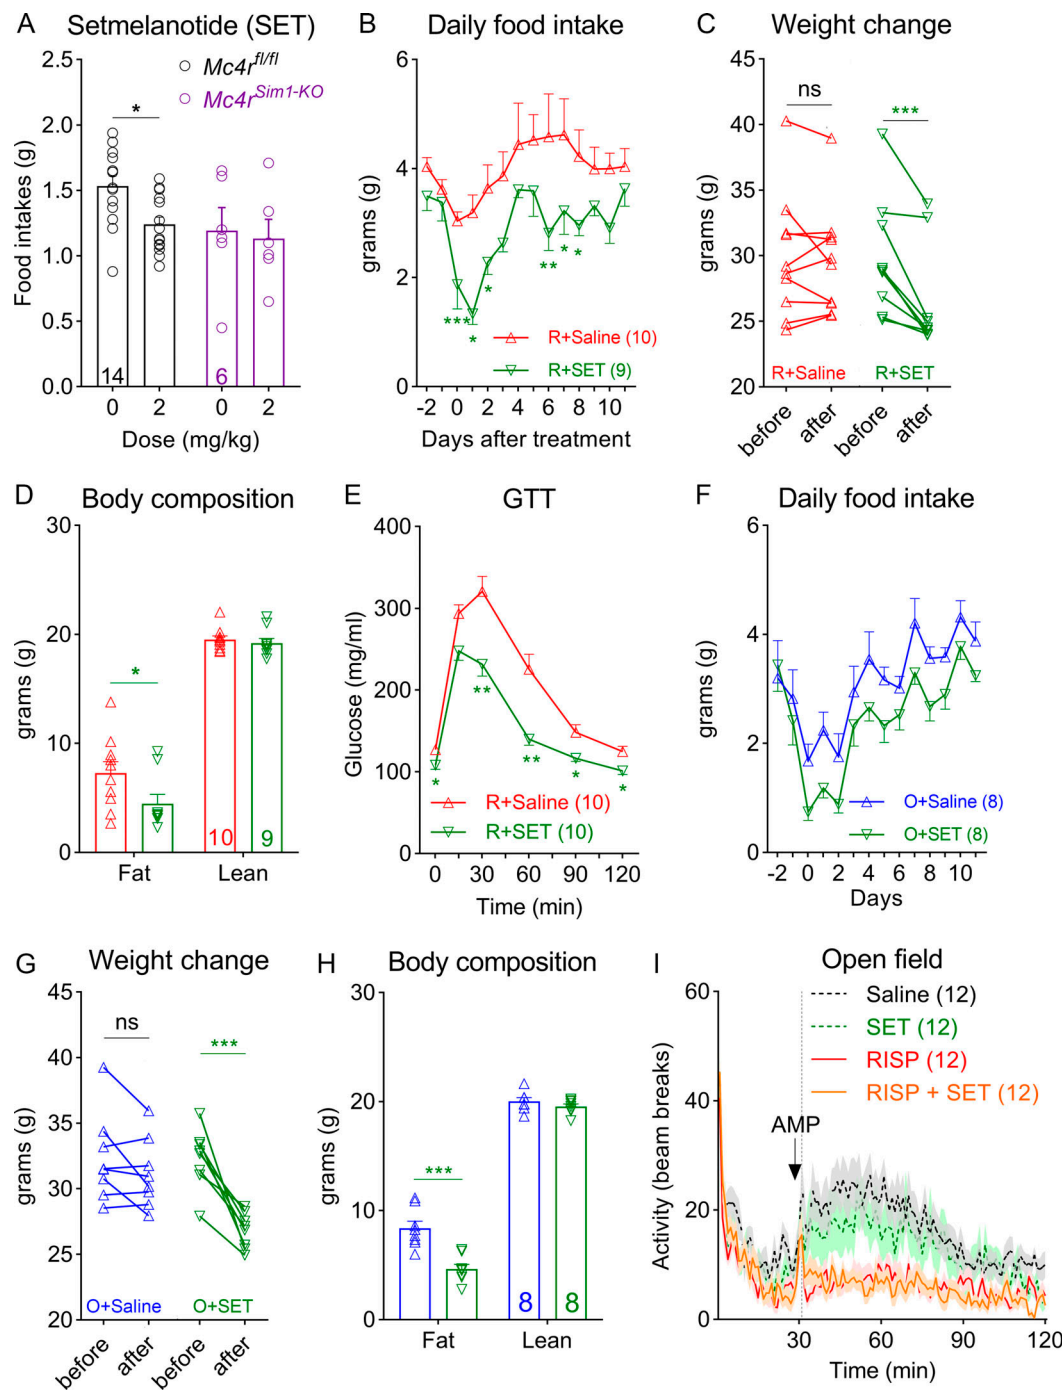 A Setmelanotide (SET)
Food intakes (g)
2.5
2.0
1.5
1.0
0.5
0.0
Mc4r^fl/fl
Mc4r^Sim1-KO
*
14
6
0 2 0 2
Dose (mg/kg)
B Daily food intake
grams (g)
6
4
2
0
***
*
*
**
*
*
R+Saline (10)
R+SET (9)
-2 0 2 4 6 8 10
Days after treatment
C Weight change
grams (g)
45
40
35
30
25
20
ns
***
R+Saline R+SET
before after before after
D Body composition
grams (g)
30
20
10
0
*
10 9
Fat Lean
E GTT
Glucose (mg/ml)
400
300
200
100
0
*
**
**
*
*
R+Saline (10)
R+SET (10)
0 30 60 90 120
Time (min)
F Daily food intake
grams (g)
6
4
2
0
O+Saline (8)
O+SET (8)
-2 0 2 4 6 8 10
Days
G Weight change
grams (g)
45
40
35
30
25
20
ns
***
O+Saline O+SET
before after before after
H Body composition
grams (g)
30
20
10
0
***
8 8
Fat Lean
I Open field
Activity (beam breaks)
60
40
20
0
Saline (12)
SET (12)
RISP (12)
RISP + SET (12)
AMP
30 60 90 120
Time (min)